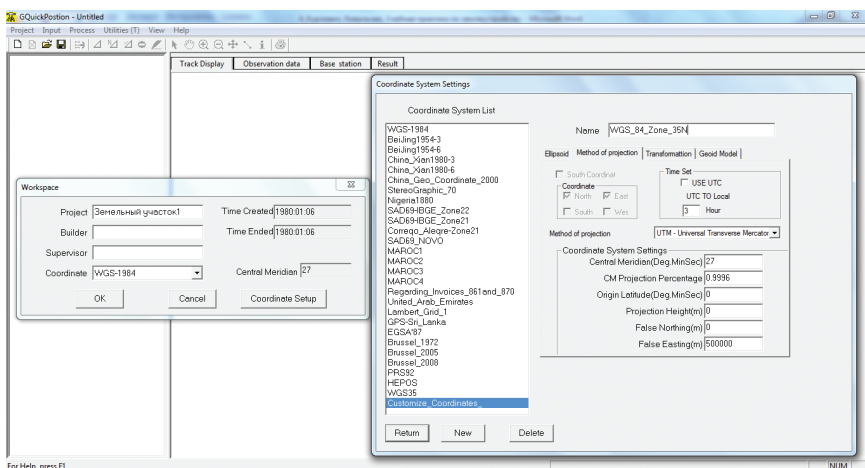 GQuickPostion - Untitled
Project Input Process Utilities (T) View Help
Track Display Observation data Base station Result
Workspace
Project Земельный участок1 Time Created 1980:01:06
Builder Time Ended 1980:01:06
Supervisor
Coordinate WGS-1984 Central Meridian 27
OK Cancel Coordinate Setup
Coordinate System Settings
Coordinate System List
WGS-1984
BeiJing1954-3
BeiJing1954-6
China_Xian1980-3
China_Xian1980-6
China_Geo_Coordinate_2000
StereoGraphic_70
Nigeria1880
SAD69-IBGE_Zone22
SAD69-IBGE_Zone21
Correqo_Alegre-Zone21
SAD69_NOVO
MAROC1
MAROC2
MAROC3
MAROC4
Regarding_Invoices_861and_870
United_Arab_Emirates
Lambert_Grid_1
GPS-Sri_Lanka
EGSA'87
Brussel_1972
Brussel_2005
Brussel_2008
PRS92
HEPOS
WGS35
Customize_Coordinates_
Return New Delete
Name WGS_84_Zone_35N
Ellipsoid Method of projection Transformattion Geoid Model
South Coordinat
Coordinate
North East
South Wes
Time Set
USE UTC
UTC TO Local
3 Hour
Method of projection UTM - Universal Transverse Mercator
Coordinate System Settings
Central Meridian(Deg.MinSec) 27
CM Projection Percentage 0.9996
Origin Latitude(Deg.MinSec) 0
Projection Height(m) 0
False Northing(m) 0
False Easting(m) 500000
For Help, press F1
NUM